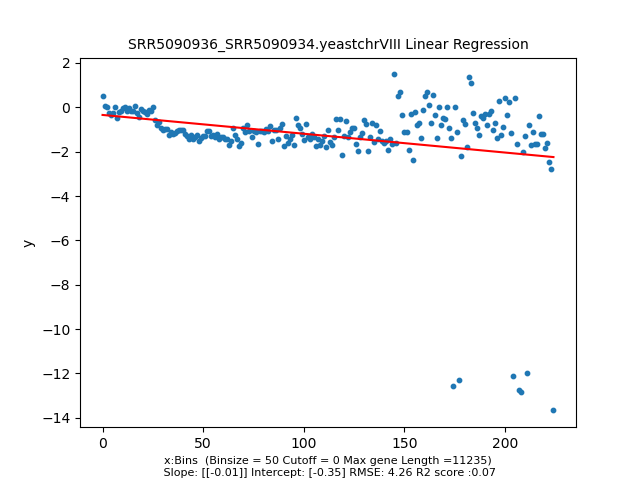 SRR5090936_SRR5090934.yeastchrVIII Linear Regression
2
0
−2
−4
−6
−8
−10
−12
−14
y
0 50 100 150 200
x:Bins (Binsize = 50 Cutoff = 0 Max gene Length =11235)
Slope: [[-0.01]] Intercept: [-0.35] RMSE: 4.26 R2 score :0.07